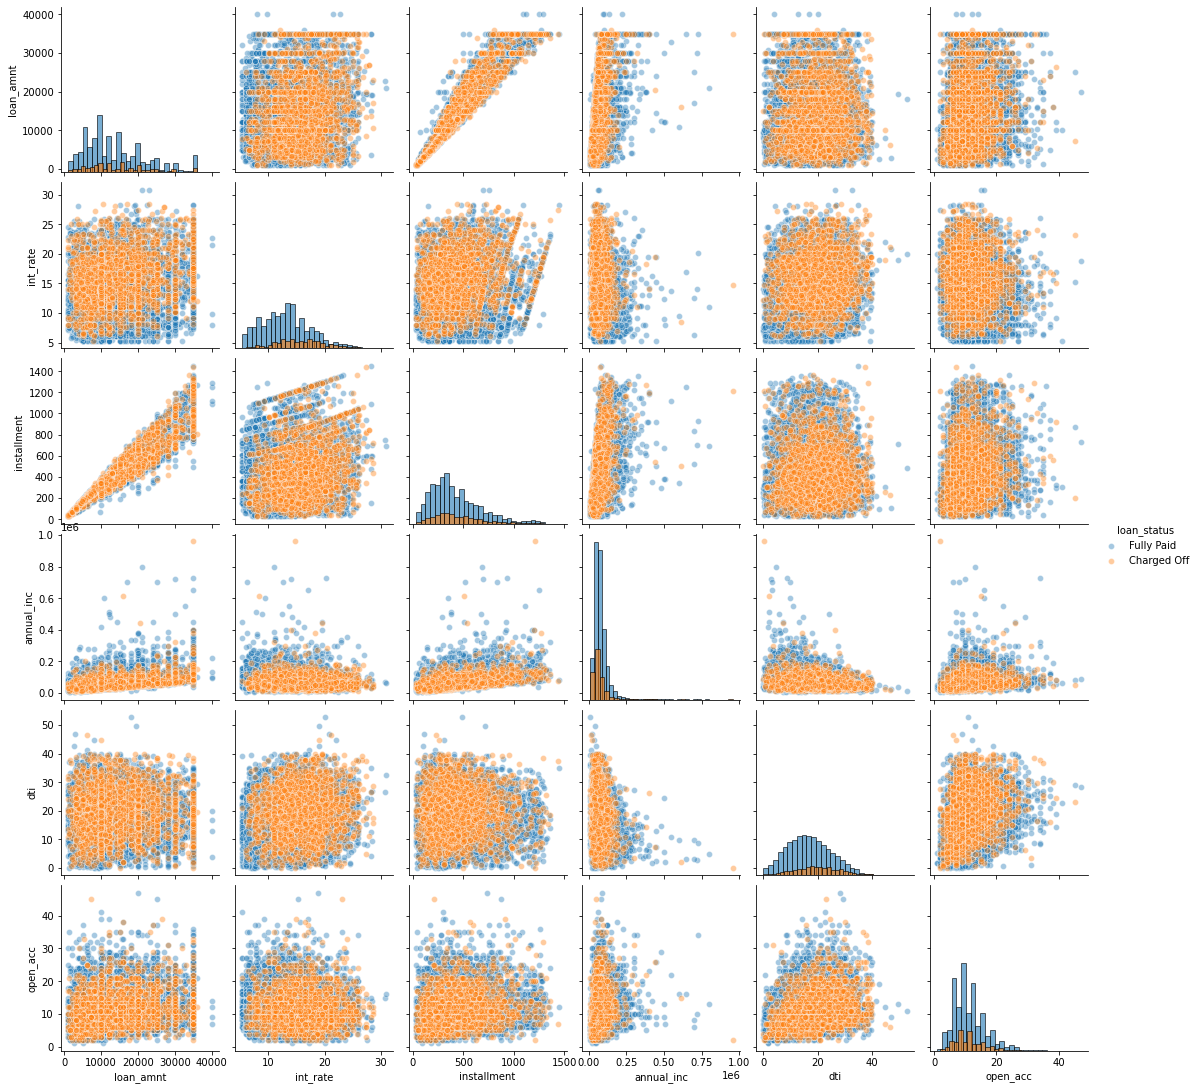 40000
30000
20000
10000
0
loan_amnt
30
25
20
15
10
5
int_rate
1400
1200
1000
800
600
400
200
0
installment
1e6
1.0
0.8
0.6
0.4
0.2
0.0
annual_inc
loan_status
Fully Paid
Charged Off
50
40
30
20
10
0
dti
40
30
20
10
0
open_acc
0 10000 20000 30000 40000
loan_amnt
10 20 30
int_rate
0 500 1000 1500
installment
0.00 0.25 0.50 0.75 1.00
1e6
annual_inc
0 20 40
dti
0 20 40
open_acc